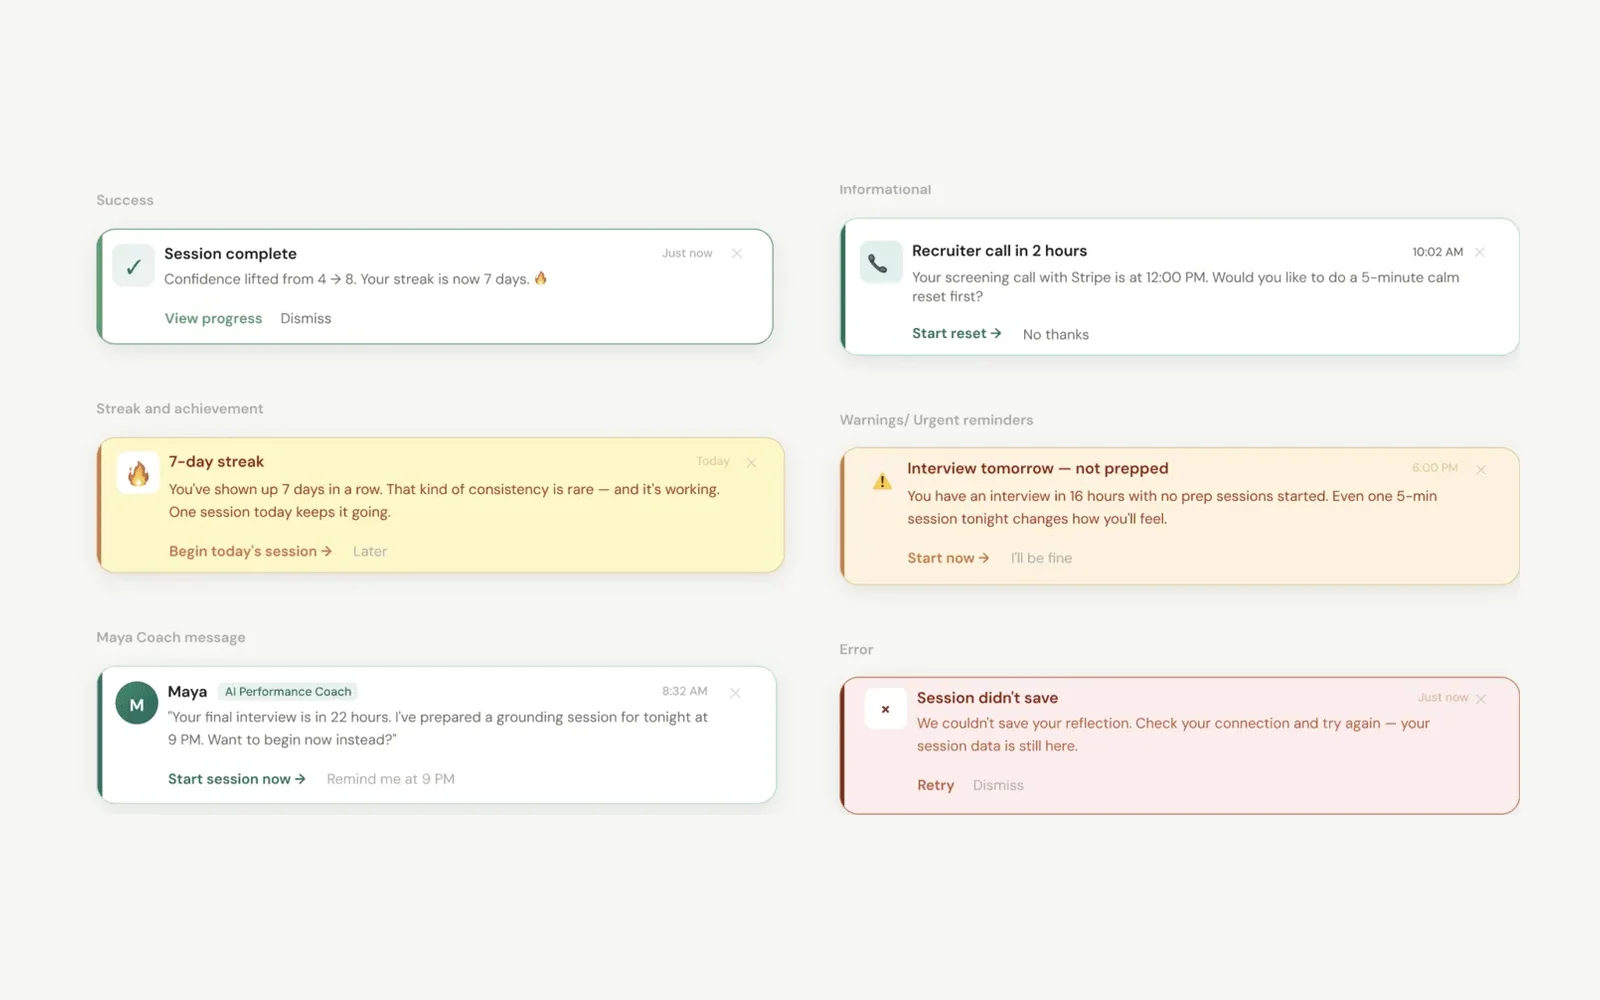 Success
✓
Session complete
Just now ×
Confidence lifted from 4 → 8. Your streak is now 7 days. 🔥
View progress Dismiss
Streak and achievement
7-day streak
Today ×
You've shown up 7 days in a row. That kind of consistency is rare — and it's working.
One session today keeps it going.
Begin today's session → Later
Maya Coach message
M
Maya AI Performance Coach
8:32 AM ×
"Your final interview is in 22 hours. I've prepared a grounding session for tonight at
9 PM. Want to begin now instead?"
Start session now → Remind me at 9 PM
Informational
Recruiter call in 2 hours
10:02 AM ×
Your screening call with Stripe is at 12:00 PM. Would you like to do a 5-minute calm
reset first?
Start reset → No thanks
Warnings/ Urgent reminders
Interview tomorrow — not prepped
6:00 PM ×
You have an interview in 16 hours with no prep sessions started. Even one 5-min
session tonight changes how you'll feel.
Start now → I'll be fine
Error
×
Session didn't save
Just now ×
We couldn't save your reflection. Check your connection and try again — your
session data is still here.
Retry Dismiss